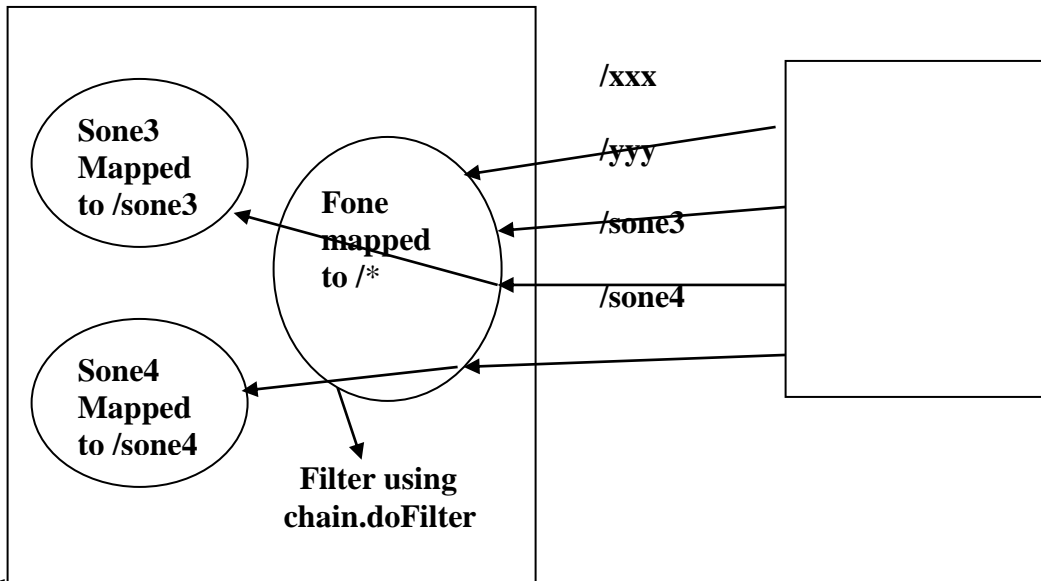 Sone3
Mapped
to /sone3
Fone
mapped
to /*
/xxx
/yyy
/sone3
/sone4
Sone4
Mapped
to /sone4
Filter using
chain.doFilter